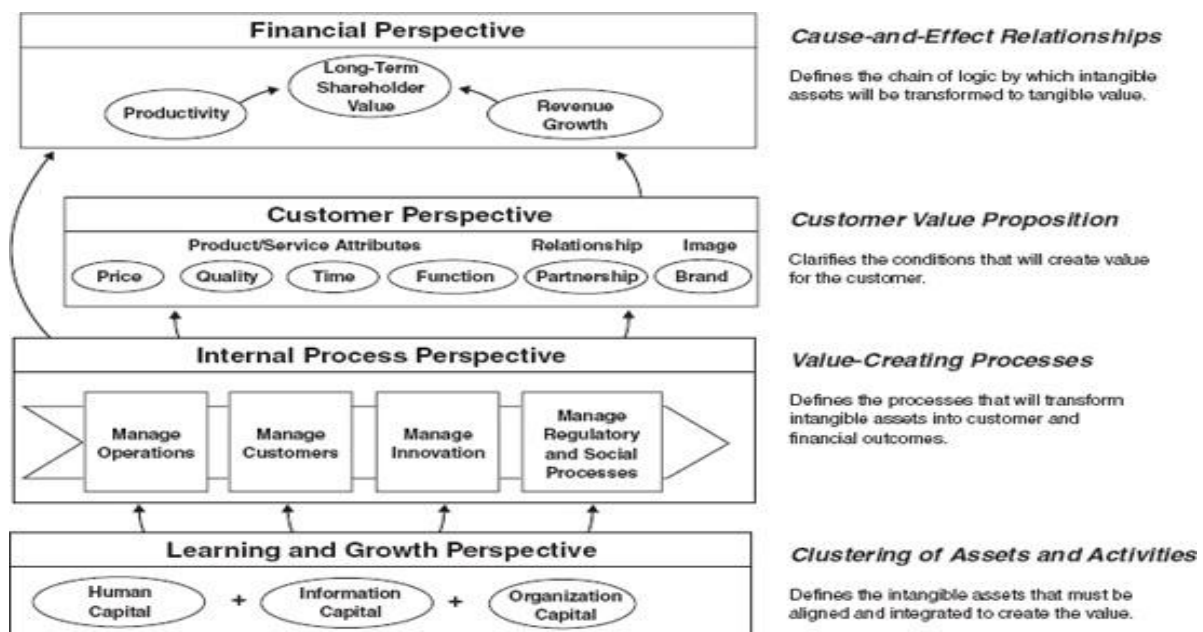 Financial Perspective
Long-Term
Shareholder
Value
Productivity
Revenue
Growth
Cause-and-Effect Relationships
Defines the chain of logic by which intangible
assets will be transformed to tangible value.
Customer Perspective
Product/Service Attributes Relationship Image
Price Quality Time Function Partnership Brand
Customer Value Proposition
Clarifies the conditions that will create value
for the customer.
Internal Process Perspective
Manage
Operations
Manage
Customers
Manage
Innovation
Manage
Regulatory
and Social
Processes
Value-Creating Processes
Defines the processes that will transform
intangible assets into customer and
financial outcomes.
Learning and Growth Perspective
Human
Capital
+
Information
Capital
+
Organization
Capital
Clustering of Assets and Activities
Defines the intangible assets that must be
aligned and integrated to create the value.